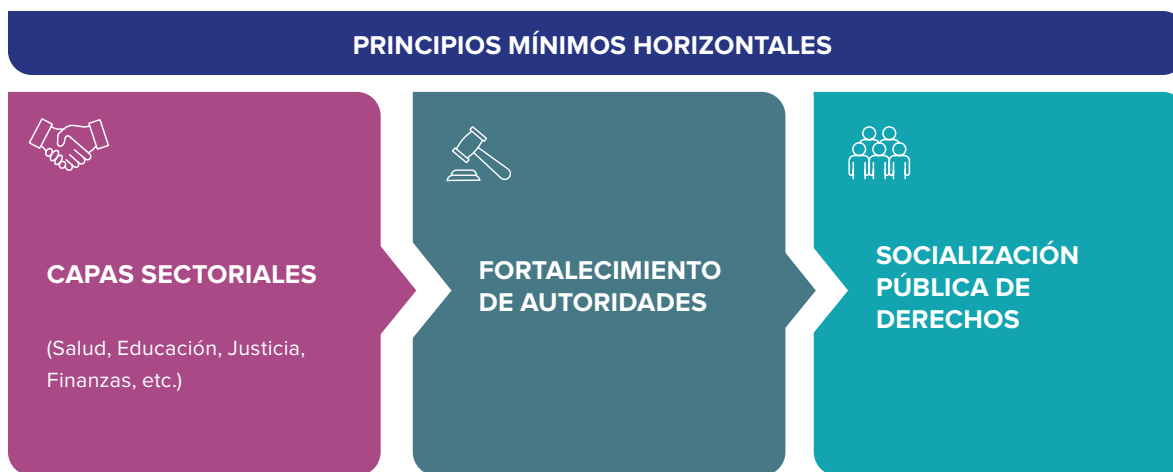 PRINCIPIOS MÍNIMOS HORIZONTALES
CAPAS SECTORIALES
(Salud, Educación, Justicia,
Finanzas, etc.)
FORTALECIMIENTO
DE AUTORIDADES
SOCIALIZACIÓN
PÚBLICA DE
DERECHOS